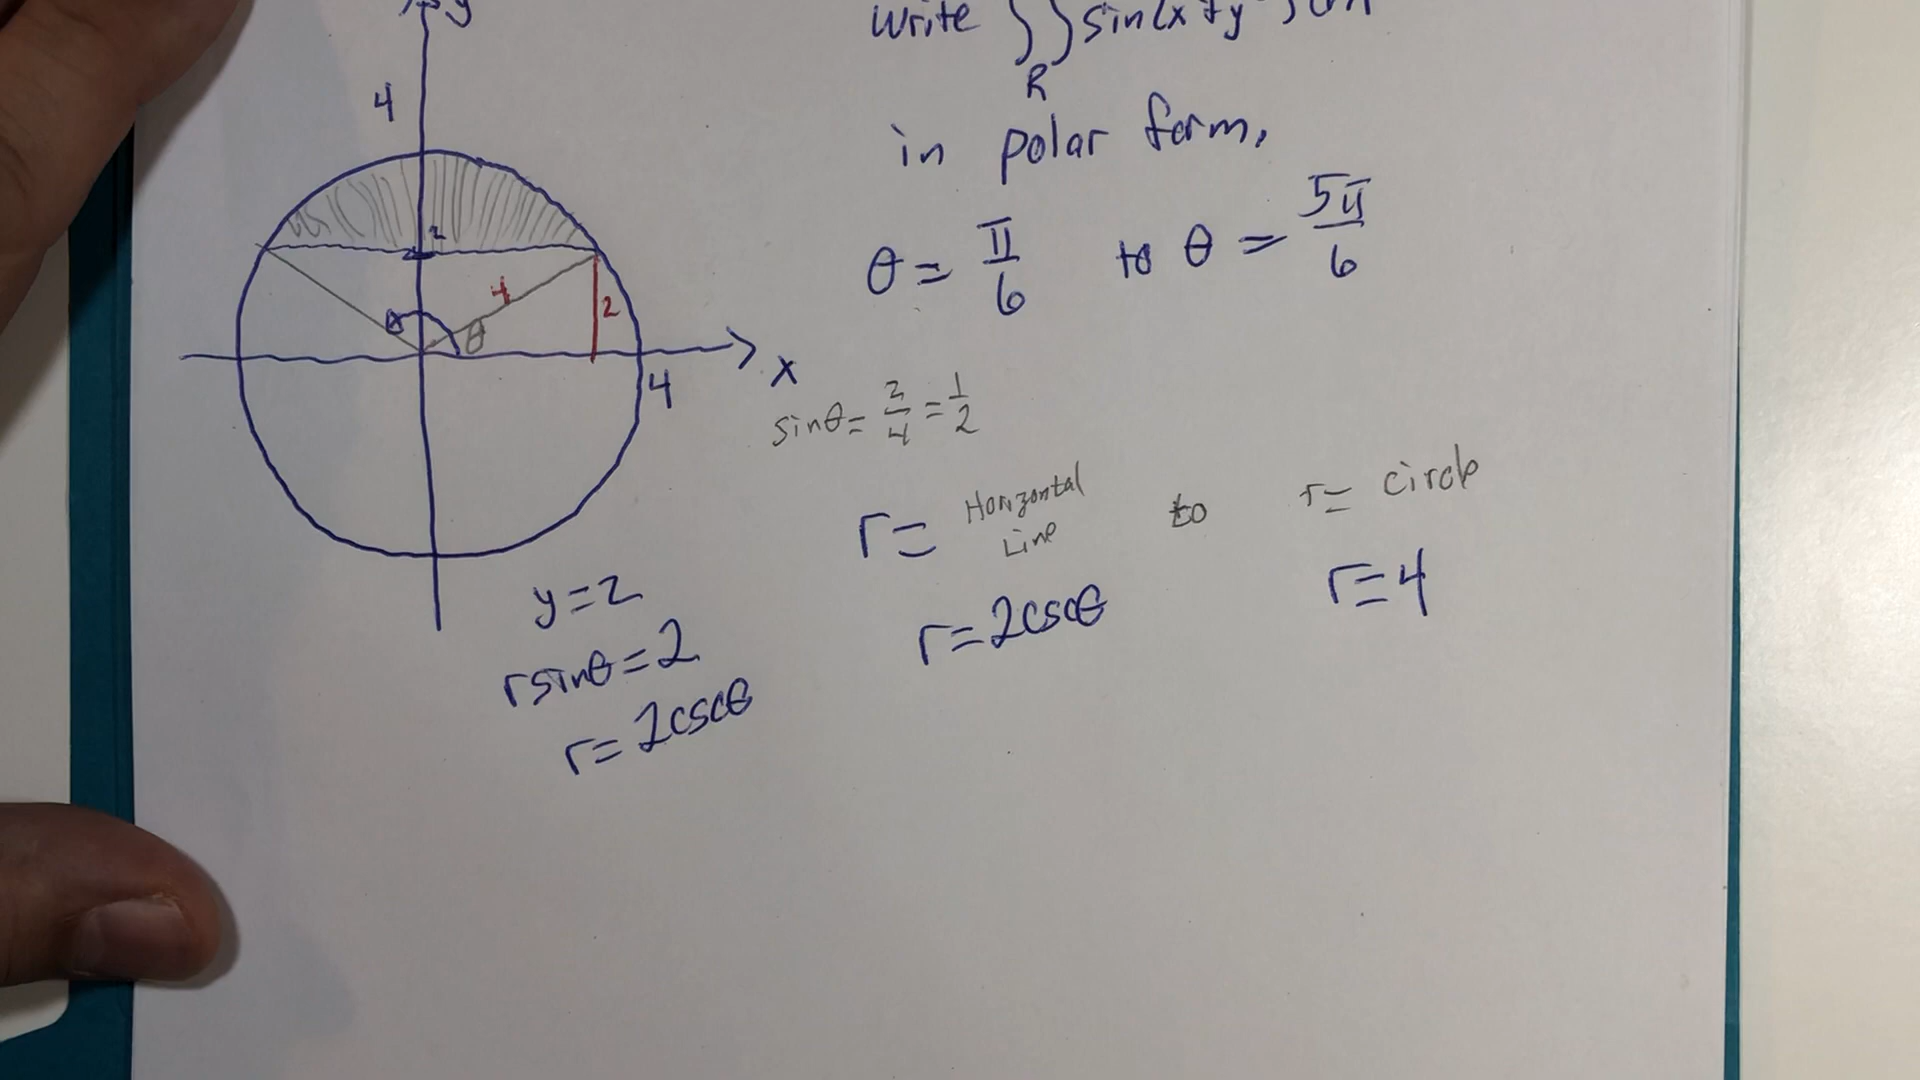 y
write ∬ sin(x + y
R
4
in polar form,
θ = π/6 to θ = 5π/6
2
4
2
θ
x
4
sinθ = 2/4 = 1/2
r = Horizontal Line to r = circle
y = 2
r = 2cscθ
r = 4
rsinθ = 2
r = 2cscθ